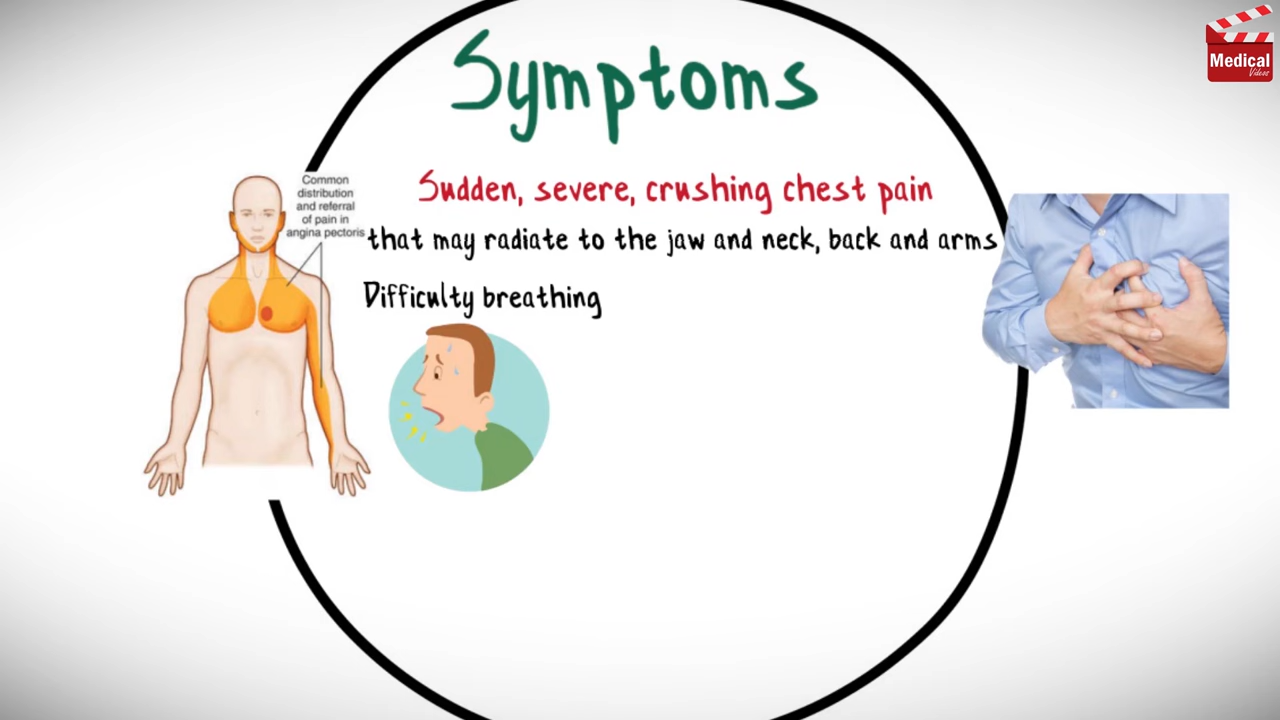 Symptoms
Sudden, severe, crushing chest pain
that may radiate to the jaw and neck, back and arms
Difficulty breathing
Common
distribution
and referral
of pain in
angina pectoris
Medical
Videos